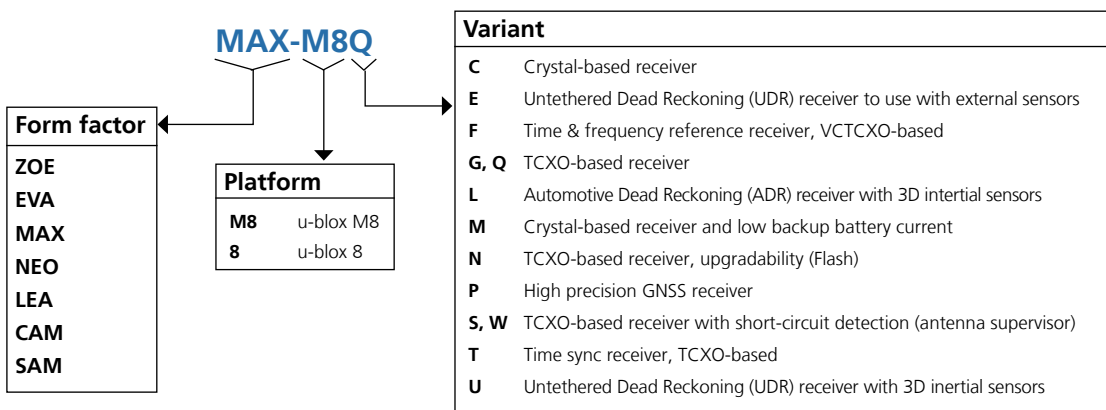 MAX-M8Q
Form factor
ZOE
EVA
MAX
NEO
LEA
CAM
SAM
Platform
M8 u-blox M8
8 u-blox 8
Variant
C Crystal-based receiver
E Untethered Dead Reckoning (UDR) receiver to use with external sensors
F Time & frequency reference receiver, VCTCXO-based
G, Q TCXO-based receiver
L Automotive Dead Reckoning (ADR) receiver with 3D intertial sensors
M Crystal-based receiver and low backup battery current
N TCXO-based receiver, upgradability (Flash)
P High precision GNSS receiver
S, W TCXO-based receiver with short-circuit detection (antenna supervisor)
T Time sync receiver, TCXO-based
U Untethered Dead Reckoning (UDR) receiver with 3D inertial sensors